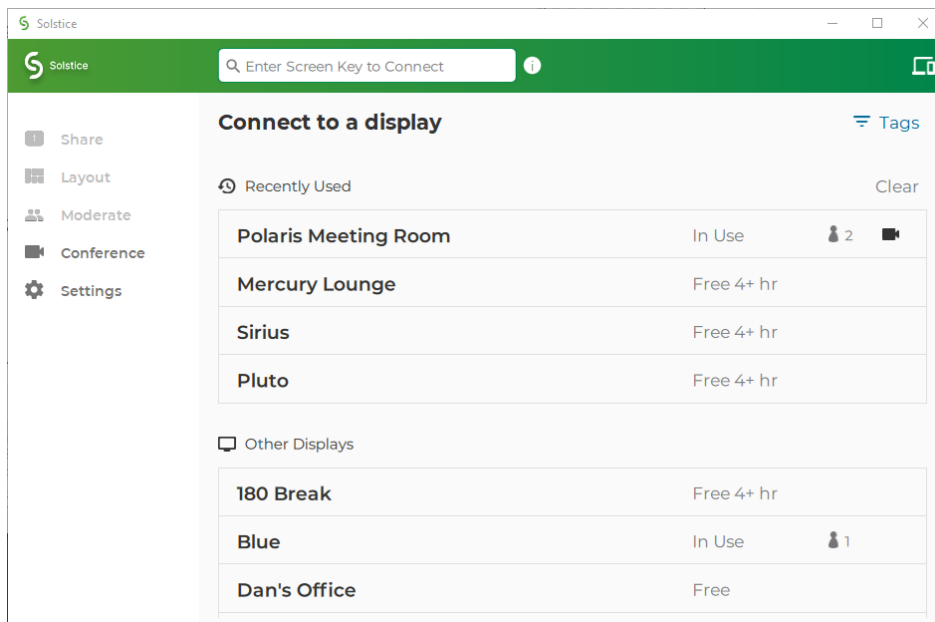 Solstice
Solstice
Enter Screen Key to Connect
i
Share
Layout
Moderate
Conference
Settings
Connect to a display
Tags
Recently Used
Clear
Polaris Meeting Room In Use 2
Mercury Lounge Free 4+ hr
Sirius Free 4+ hr
Pluto Free 4+ hr
Other Displays
180 Break Free 4+ hr
Blue In Use 1
Dan's Office Free